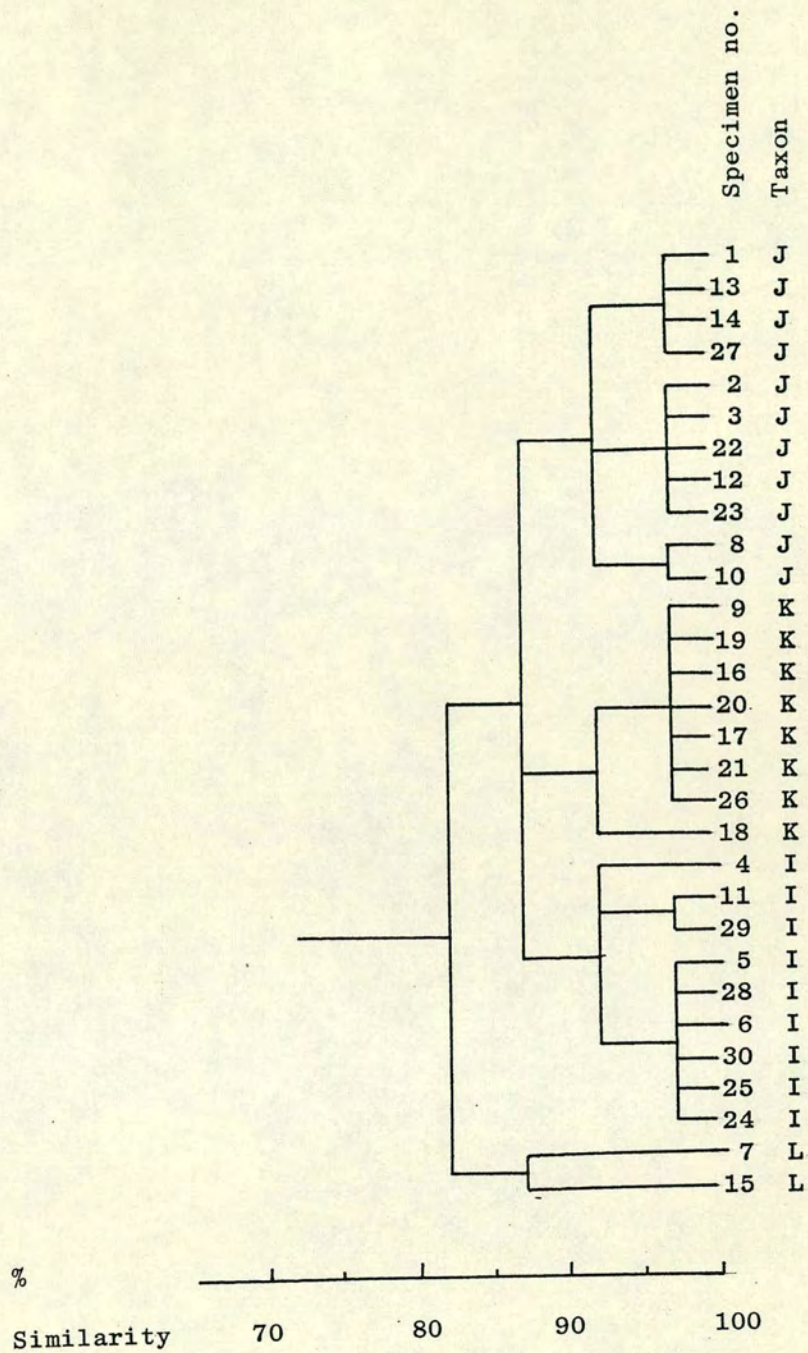 Specimen no.
Taxon
1 J
13 J
14 J
27 J
2 J
3 J
22 J
12 J
23 J
8 J
10 J
9 K
19 K
16 K
20 K
17 K
21 K
26 K
18 K
4 I
11 I
29 I
5 I
28 I
6 I
30 I
25 I
24 I
7 L
15 L
%
Similarity 70 80 90 100